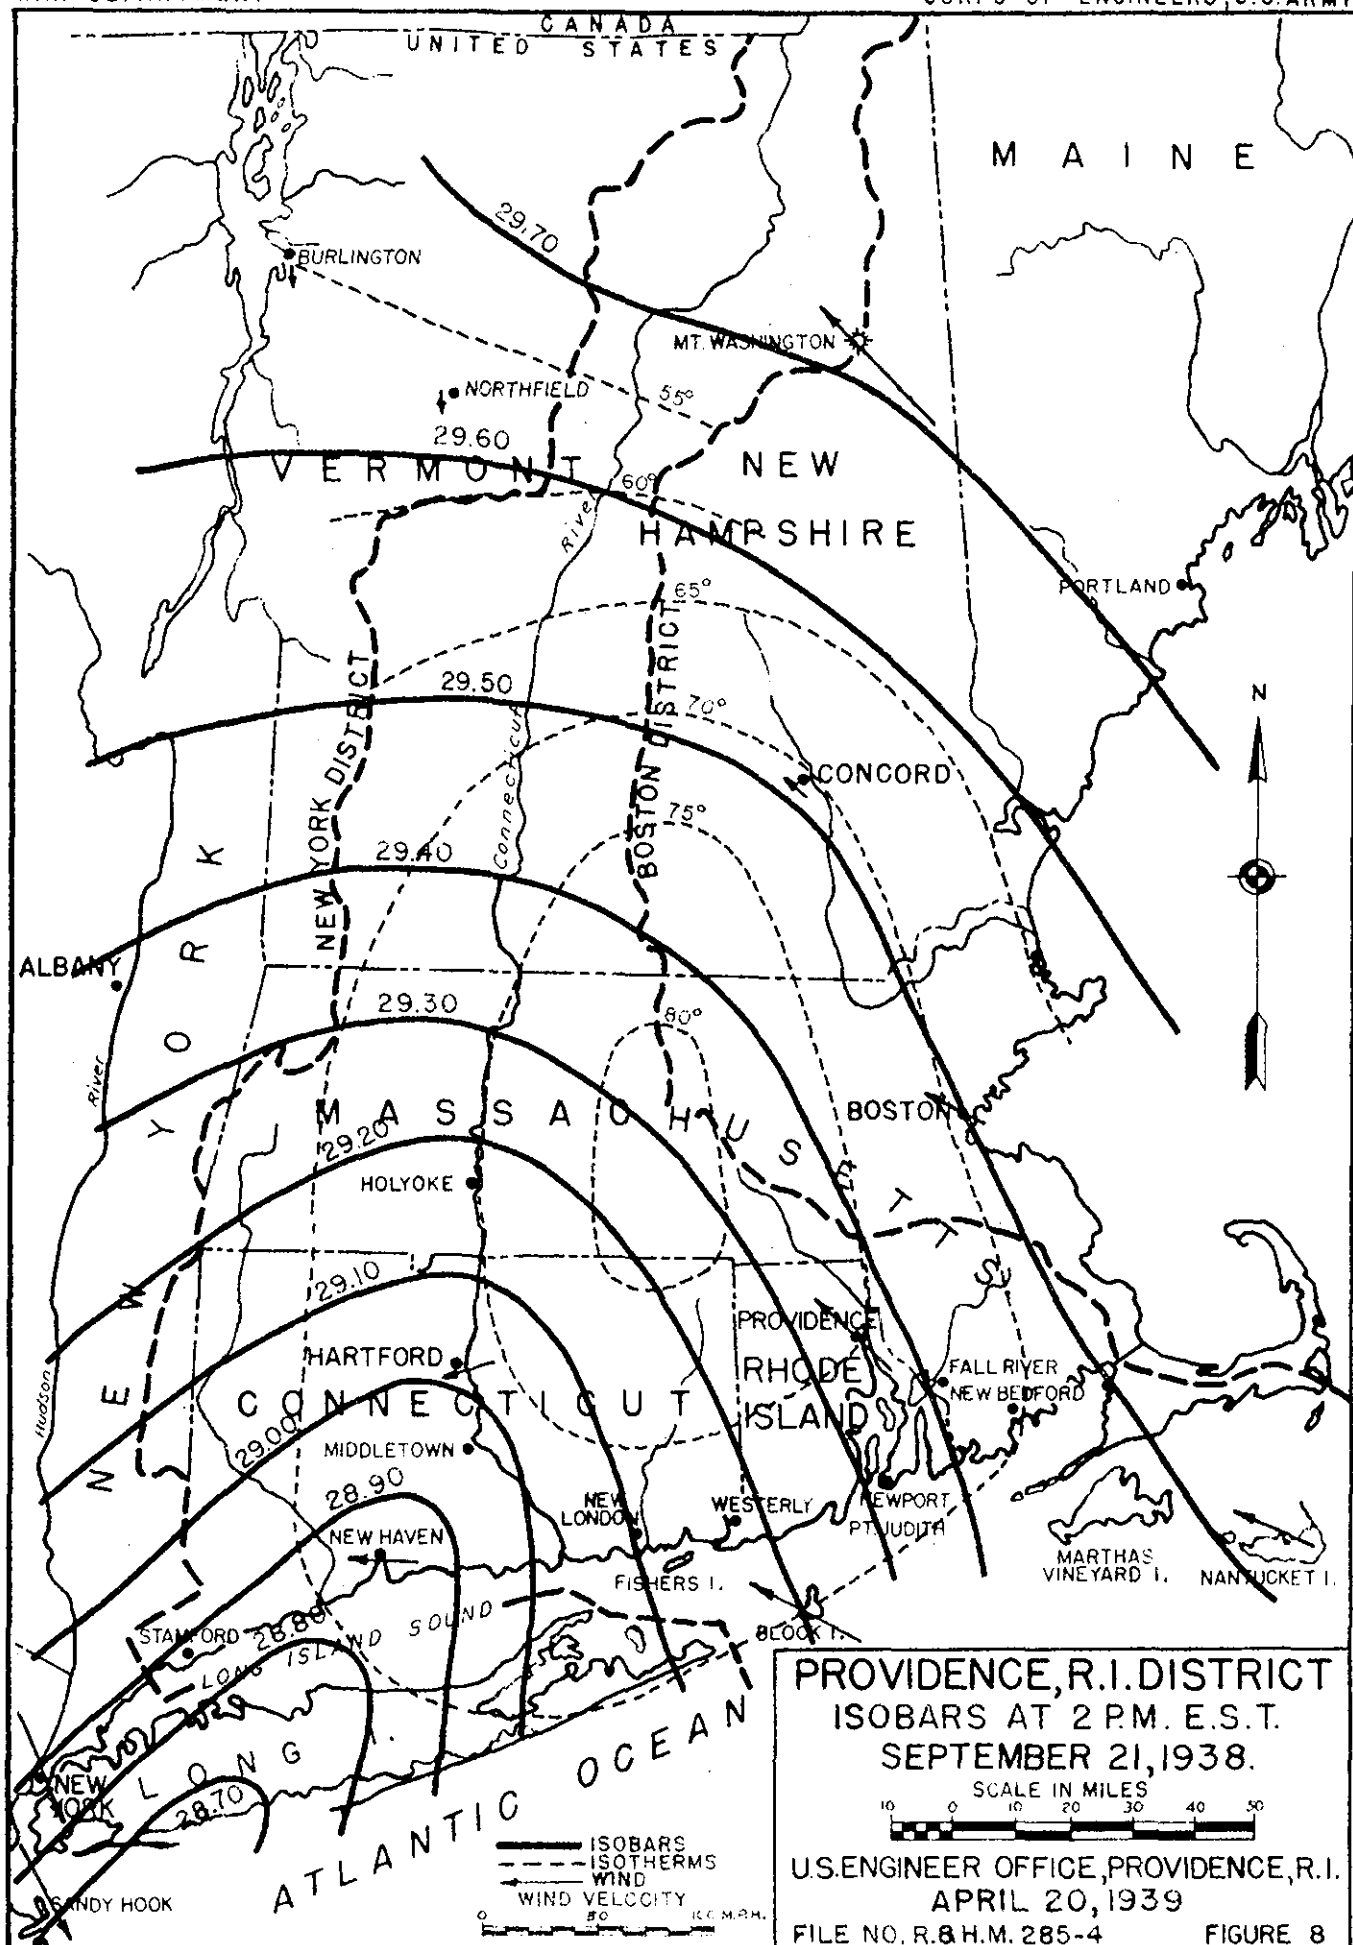 CORPS OF ENGINEERS, U.S. ARMY
CANADA
UNITED STATES
MAINE
29.70
BURLINGTON
MT. WASHINGTON
NORTHFIELD
55°
29.60
VERMONT
NEW
HAMPSHIRE
60°
River
PORTLAND
65°
29.50
70°
N
CONCORD
75°
NEW YORK DISTRICT
BOSTON DISTRICT
Connecticut
29.40
ALBANY
29.30
80°
River
NEW YORK
MASSACHUSETTS
BOSTON
29.20
HOLYOKE
29.10
PROVIDENCE
HARTFORD
RHODE
ISLAND
FALL RIVER
NEW BEDFORD
Hudson
CONNECTICUT
29.00
MIDDLETOWN
28.90
NEW
LONDON
WESTERLY
NEWPORT
PT. JUDITH
NEW HAVEN
MARTHAS
VINEYARD I.
NANTUCKET I.
FISHERS I.
STAMFORD
28.80
LONG ISLAND SOUND
BLOCK I.
LONG I.
NEW
YORK
28.70
ATLANTIC OCEAN
SANDY HOOK
ISOBARS
ISOTHERMS
WIND
WIND VELOCITY
0 50 100 M.P.H.
PROVIDENCE, R.I. DISTRICT
ISOBARS AT 2 P.M. E.S.T.
SEPTEMBER 21, 1938.
SCALE IN MILES
10 0 10 20 30 40 50
U.S. ENGINEER OFFICE, PROVIDENCE, R.I.
APRIL 20, 1939
FILE NO. R.& H.M. 285-4 FIGURE 8